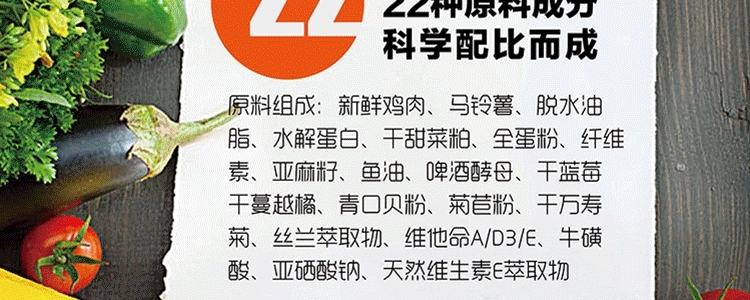 22
22种原料成分
科学配比而成
原料组成：新鲜鸡肉、马铃薯、脱水油
脂、水解蛋白、干甜菜粕、全蛋粉、纤维
素、亚麻籽、鱼油、啤酒酵母、干蓝莓
干蔓越橘、青口贝粉、菊苣粉、干万寿
菊、丝兰萃取物、维他命A/D3/E、牛磺
酸、亚硒酸钠、天然维生素E萃取物